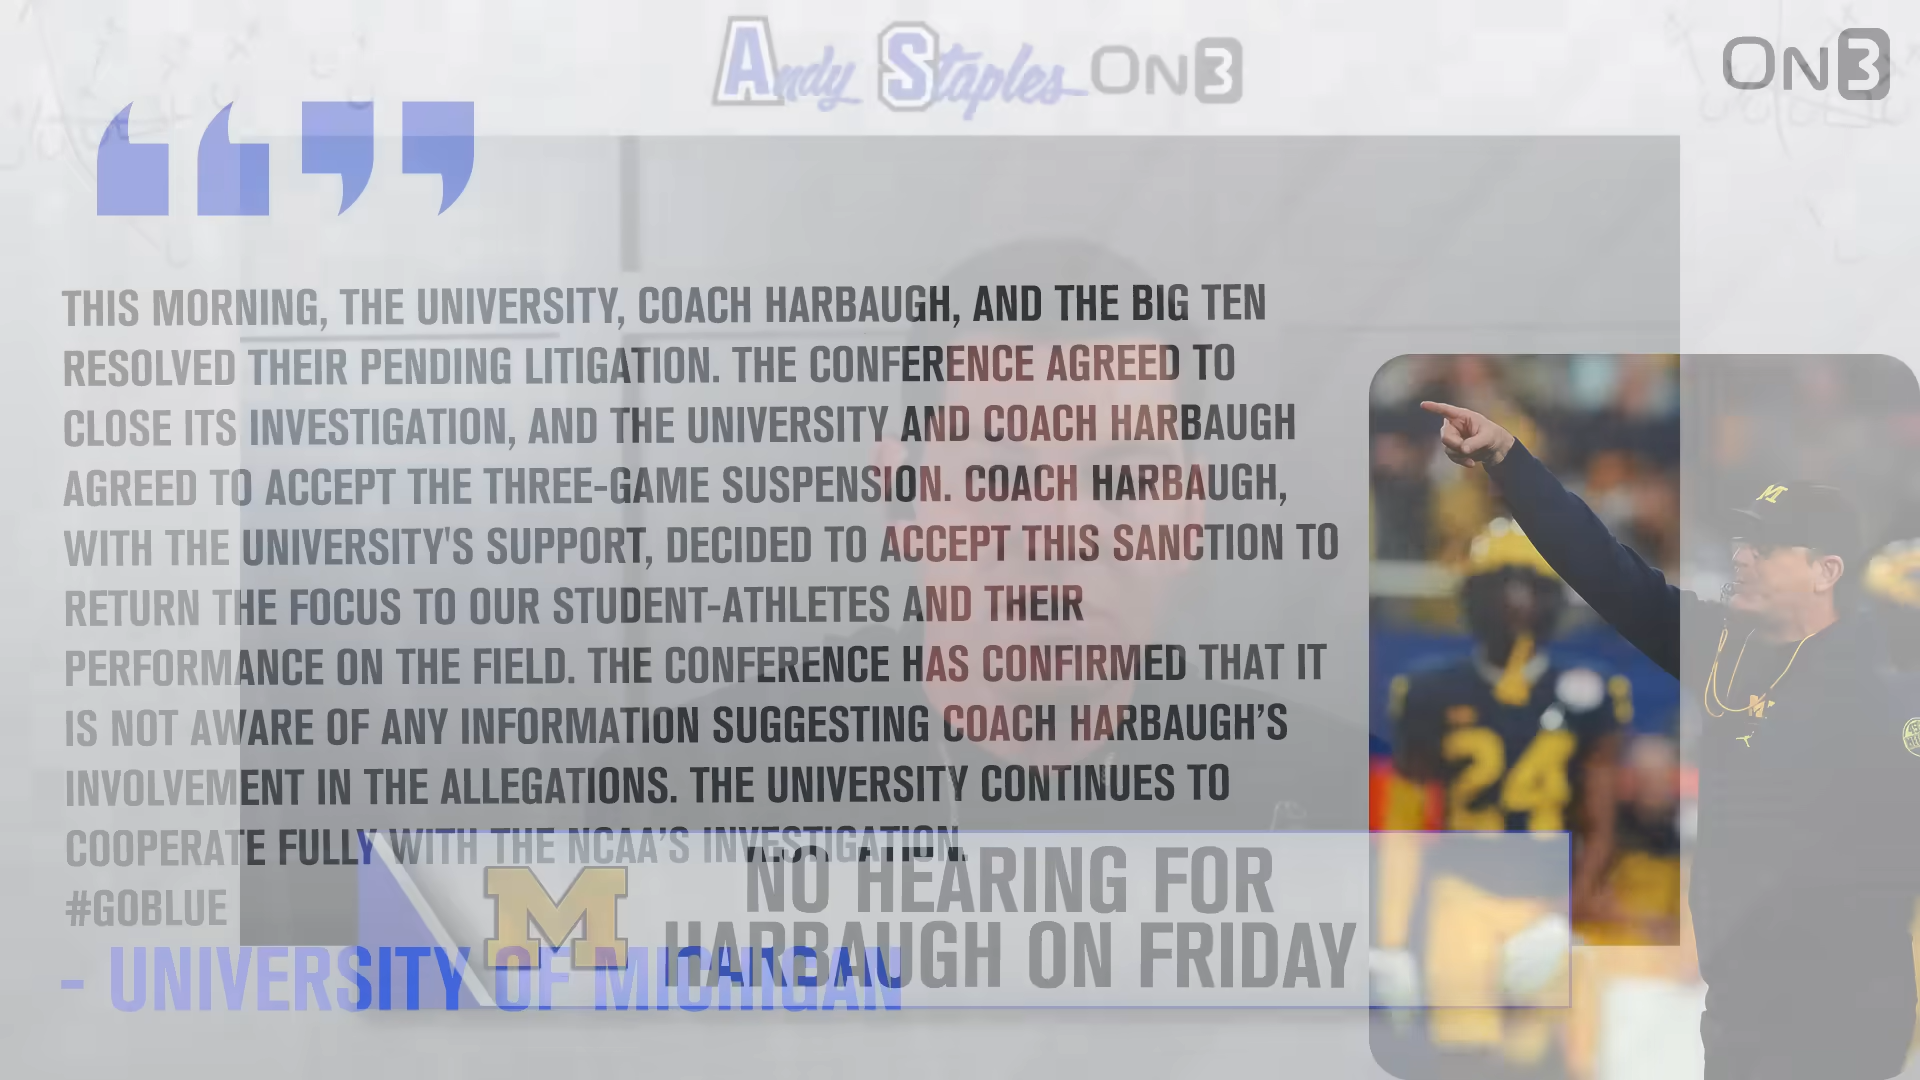 Andy Staples ON3
ON3
THIS MORNING, THE UNIVERSITY, COACH HARBAUGH, AND THE BIG TEN
RESOLVED THEIR PENDING LITIGATION. THE CONFERENCE AGREED TO
CLOSE ITS INVESTIGATION, AND THE UNIVERSITY AND COACH HARBAUGH
AGREED TO ACCEPT THE THREE-GAME SUSPENSION. COACH HARBAUGH,
WITH THE UNIVERSITY'S SUPPORT, DECIDED TO ACCEPT THIS SANCTION TO
RETURN THE FOCUS TO OUR STUDENT-ATHLETES AND THEIR
PERFORMANCE ON THE FIELD. THE CONFERENCE HAS CONFIRMED THAT IT
IS NOT AWARE OF ANY INFORMATION SUGGESTING COACH HARBAUGH’S
INVOLVEMENT IN THE ALLEGATIONS. THE UNIVERSITY CONTINUES TO
COOPERATE FULLY WITH THE NCAA’S INVESTIGATION.
#GOBLUE
- UNIVERSITY OF MICHIGAN
M
NO HEARING FOR
HARBAUGH ON FRIDAY
M
24